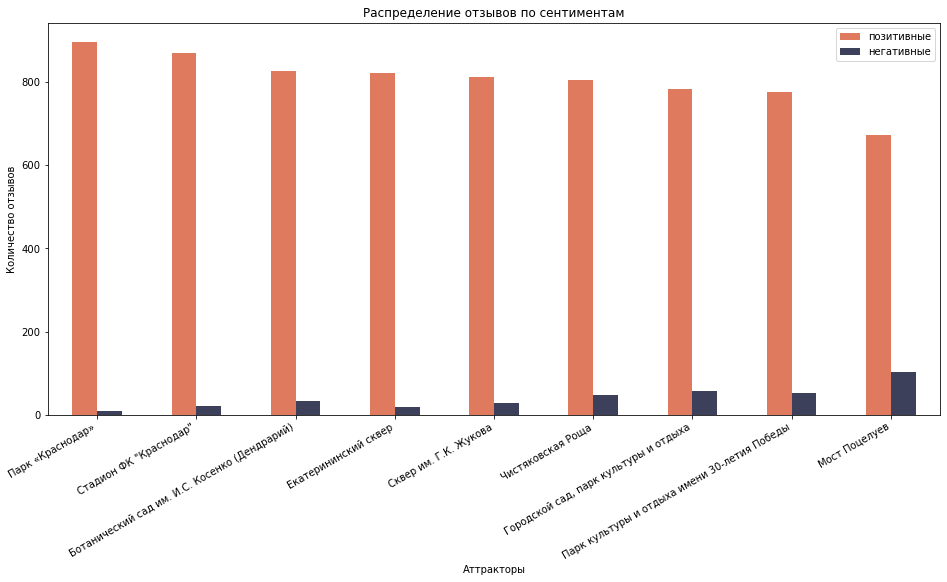 Распределение отзывов по сентиментам
позитивные
негативные
Количество отзывов
800
600
400
200
0
Парк «Краснодар»
Стадион ФК "Краснодар"
Ботанический сад им. И.С. Косенко (Дендрарий)
Екатерининский сквер
Сквер им. Г.К. Жукова
Чистяковская Роща
Городской сад, парк культуры и отдыха
Парк культуры и отдыха имени 30-летия Победы
Мост Поцелуев
Аттракторы